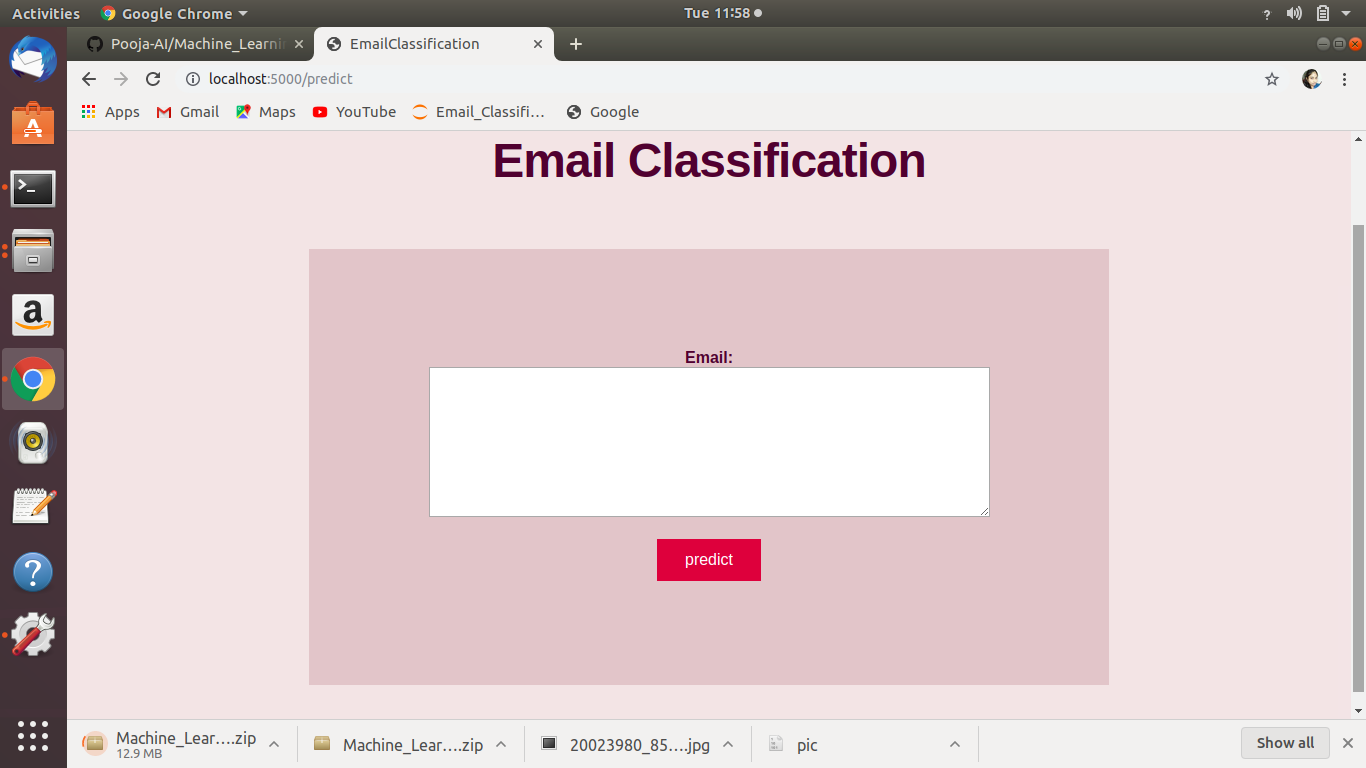 Activities Google Chrome Tue 11:58
Pooja-AI/Machine_Learnin EmailClassification
localhost:5000/predict
Apps Gmail Maps YouTube Email_Classifi… Google
Email Classification
Email:
predict
Machine_Lear….zip Machine_Lear….zip 20023980_85….jpg pic Show all
12.9 MB